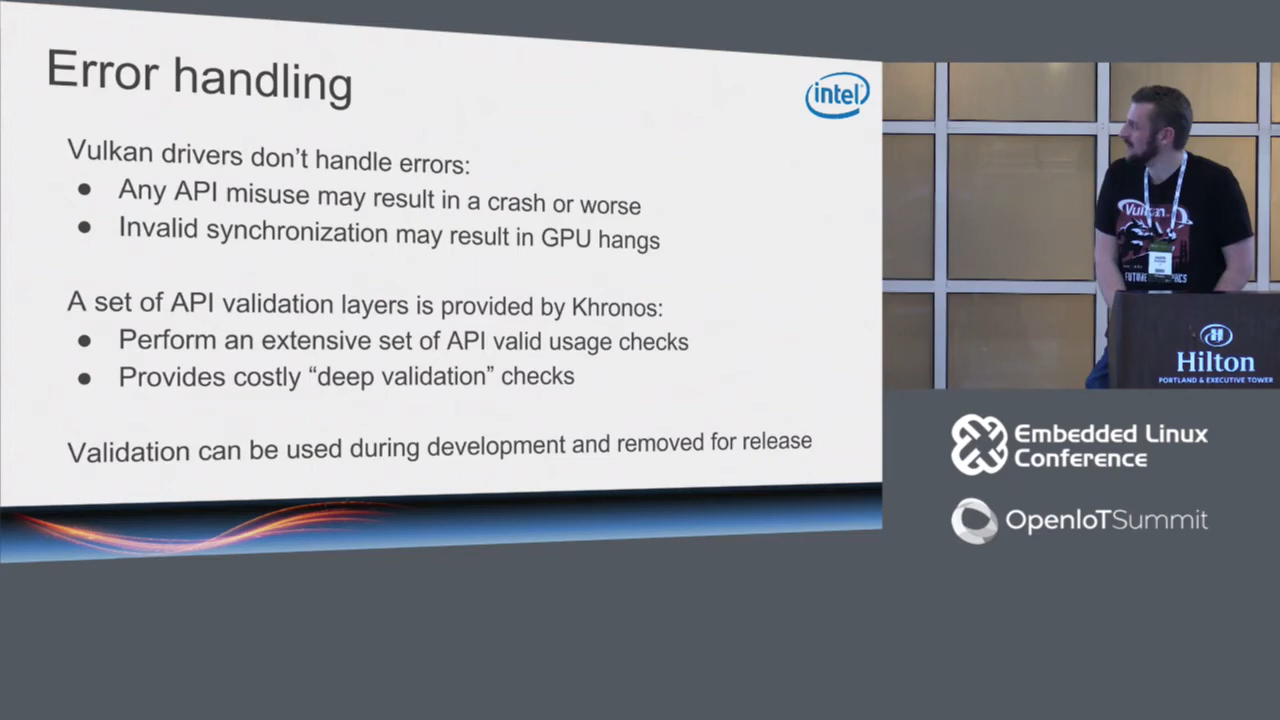 Error handling
intel
Vulkan drivers don’t handle errors:
● Any API misuse may result in a crash or worse
● Invalid synchronization may result in GPU hangs
A set of API validation layers is provided by Khronos:
● Perform an extensive set of API valid usage checks
● Provides costly “deep validation” checks
Validation can be used during development and removed for release
Vulkan
H
Hilton
PORTLAND & EXECUTIVE TOWER
Embedded Linux
Conference
OpenIoTSummit